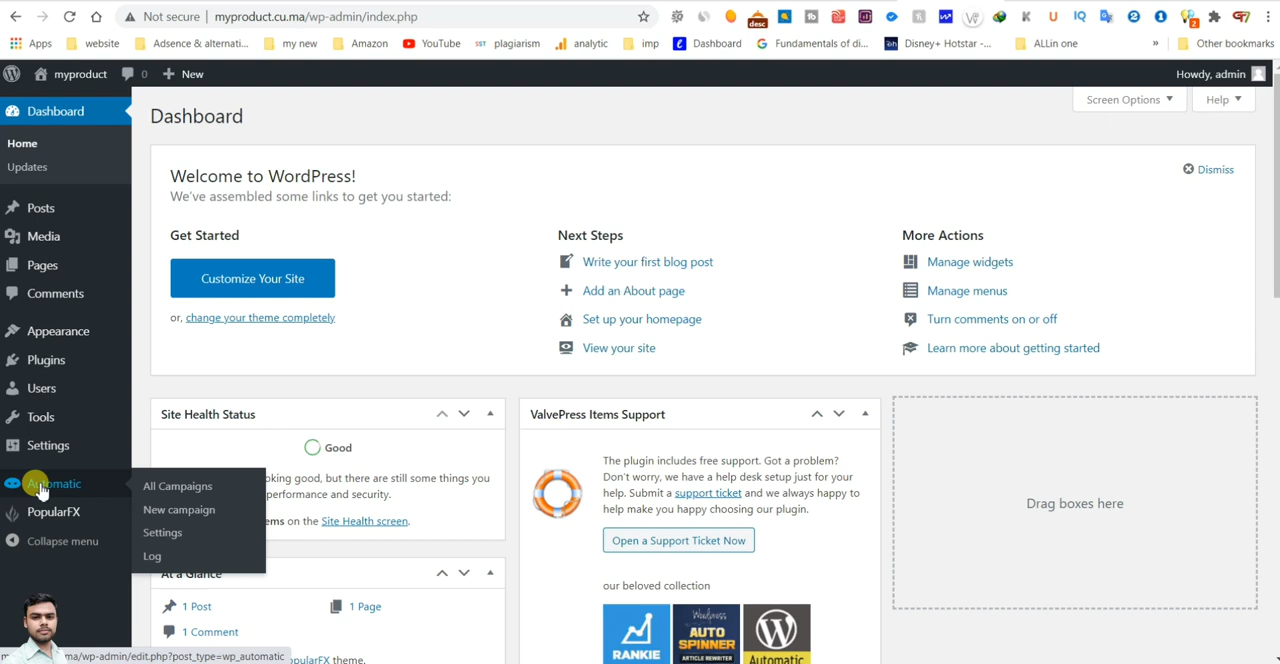 Not secure | myproduct.cu.ma/wp-admin/index.php
desc
2
Apps website Adsence & alternati... my new Amazon YouTube SST plagiarism analytic imp Dashboard Fundamentals of di... Disney+ Hotstar -... ALLin one » Other bookmarks
myproduct 0 + New Howdy, admin
Dashboard
Home
Updates
Posts
Media
Pages
Comments
Appearance
Plugins
Users
Tools
Settings
Automatic
PopularFX
Collapse menu
All Campaigns
New campaign
Settings
Log
Dashboard
Screen Options ▼ Help ▼
Welcome to WordPress!
Dismiss
We've assembled some links to get you started:
Get Started
Customize Your Site
or, change your theme completely
Next Steps
Write your first blog post
Add an About page
Set up your homepage
View your site
More Actions
Manage widgets
Manage menus
Turn comments on or off
Learn more about getting started
Site Health Status
Good
oking good, but there are still some things you
performance and security.
ems on the Site Health screen.
At a Glance
1 Post 1 Page
1 Comment
opularFX theme.
ValvePress Items Support
The plugin includes free support. Got a problem?
Don't worry, we have a help desk setup just for your
help. Submit a support ticket and we always happy to
help make you happy choosing our plugin.
Open a Support Ticket Now
our beloved collection
RANKIE
Wordpress
AUTO
SPINNER
ARTICLE REWRITER
Automatic
Drag boxes here
ma/wp-admin/edit.php?post_type=wp_automatic